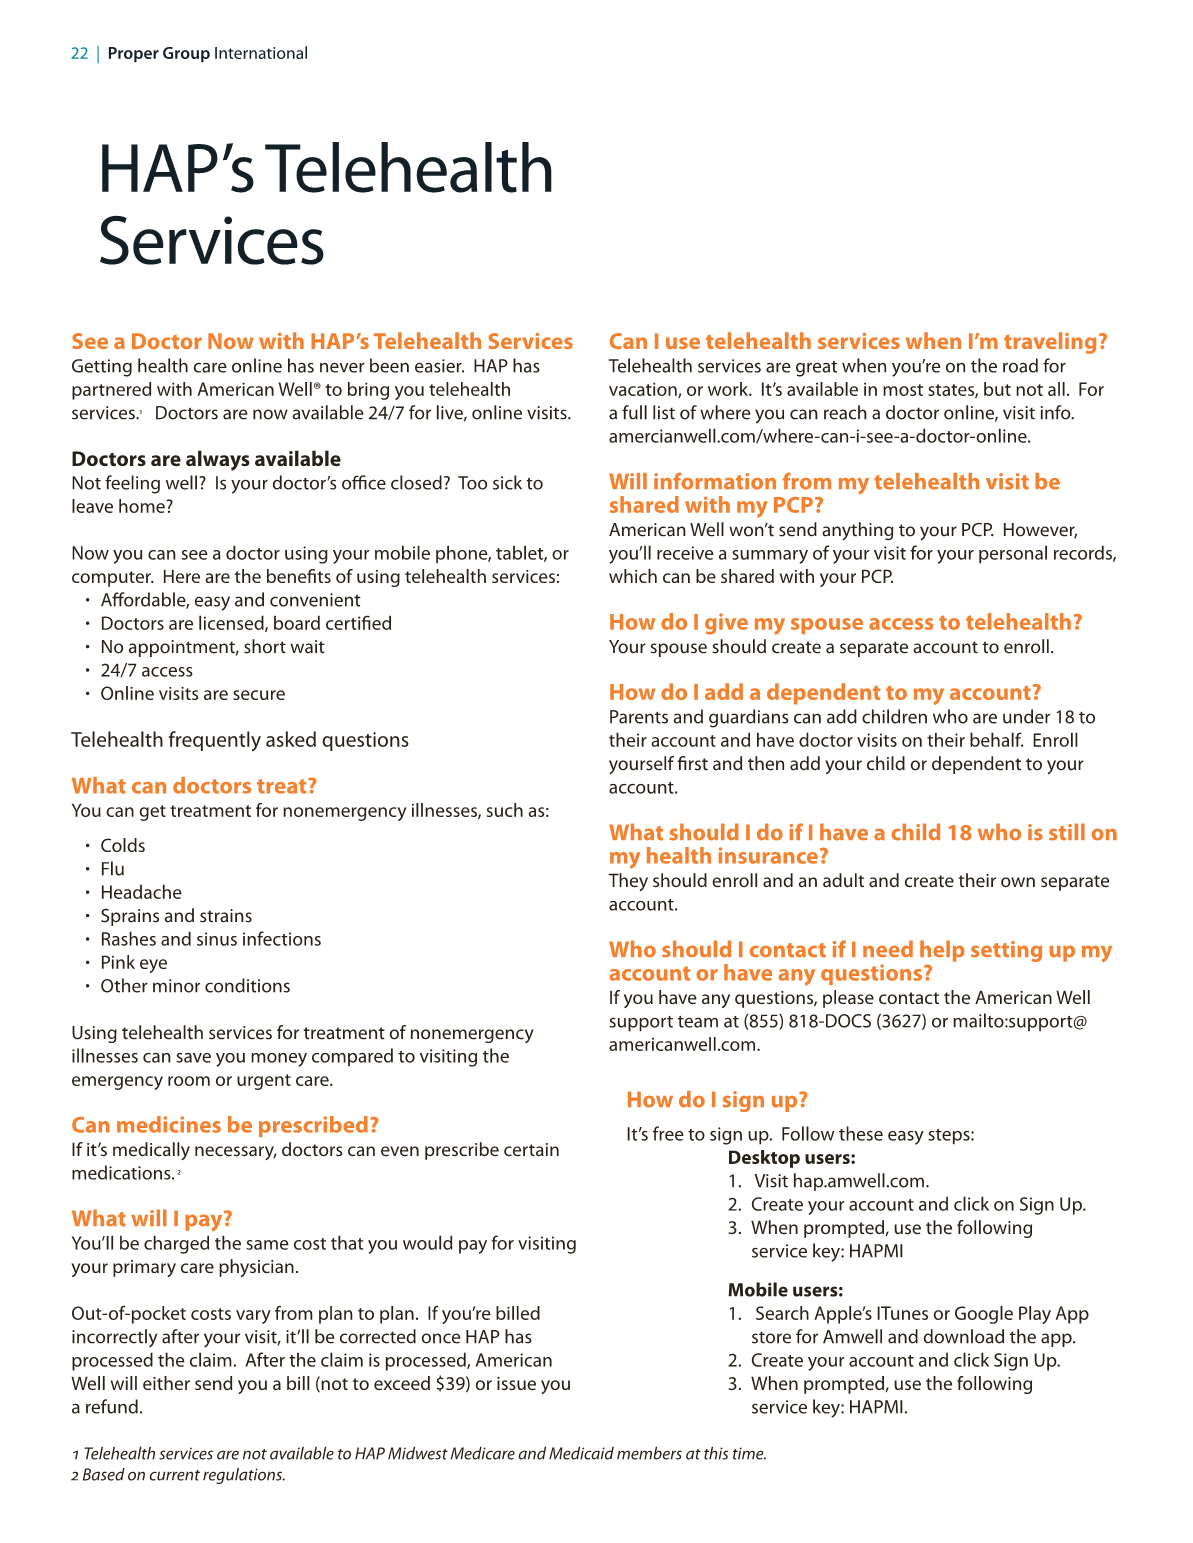 22 | Proper Group International
HAP’s Telehealth
Services
See a Doctor Now with HAP’s Telehealth Services
Getting health care online has never been easier.  HAP has
partnered with American Well® to bring you telehealth
services.¹   Doctors are now available 24/7 for live, online visits.
Doctors are always available
Not feeling well?  Is your doctor’s office closed?  Too sick to
leave home?
Now you can see a doctor using your mobile phone, tablet, or
computer.  Here are the benefits of using telehealth services:
• Affordable, easy and convenient
• Doctors are licensed, board certified
• No appointment, short wait
• 24/7 access
• Online visits are secure
Telehealth frequently asked questions
What can doctors treat?
You can get treatment for nonemergency illnesses, such as:
• Colds
• Flu
• Headache
• Sprains and strains
• Rashes and sinus infections
• Pink eye
• Other minor conditions
Using telehealth services for treatment of nonemergency
illnesses can save you money compared to visiting the
emergency room or urgent care.
Can medicines be prescribed?
If it’s medically necessary, doctors can even prescribe certain
medications. ²
What will I pay?
You’ll be charged the same cost that you would pay for visiting
your primary care physician.
Out-of-pocket costs vary from plan to plan.  If you’re billed
incorrectly after your visit, it’ll be corrected once HAP has
processed the claim.  After the claim is processed, American
Well will either send you a bill (not to exceed $39) or issue you
a refund.
Can I use telehealth services when I’m traveling?
Telehealth services are great when you’re on the road for
vacation, or work.  It’s available in most states, but not all.  For
a full list of where you can reach a doctor online, visit info.
amercianwell.com/where-can-i-see-a-doctor-online.
Will information from my telehealth visit be
shared with my PCP?
American Well won’t send anything to your PCP.  However,
you’ll receive a summary of your visit for your personal records,
which can be shared with your PCP.
How do I give my spouse access to telehealth?
Your spouse should create a separate account to enroll.
How do I add a dependent to my account?
Parents and guardians can add children who are under 18 to
their account and have doctor visits on their behalf.  Enroll
yourself first and then add your child or dependent to your
account.
What should I do if I have a child 18 who is still on
my health insurance?
They should enroll and an adult and create their own separate
account.
Who should I contact if I need help setting up my
account or have any questions?
If you have any questions, please contact the American Well
support team at (855) 818-DOCS (3627) or mailto:support@
americanwell.com.
How do I sign up?
It’s free to sign up.  Follow these easy steps:
Desktop users:
1.  Visit hap.amwell.com.
2.  Create your account and click on Sign Up.
3.  When prompted, use the following
service key: HAPMI
Mobile users:
1.  Search Apple’s ITunes or Google Play App
store for Amwell and download the app.
2.  Create your account and click Sign Up.
3.  When prompted, use the following
service key: HAPMI.
1 Telehealth services are not available to HAP Midwest Medicare and Medicaid members at this time.
2 Based on current regulations.